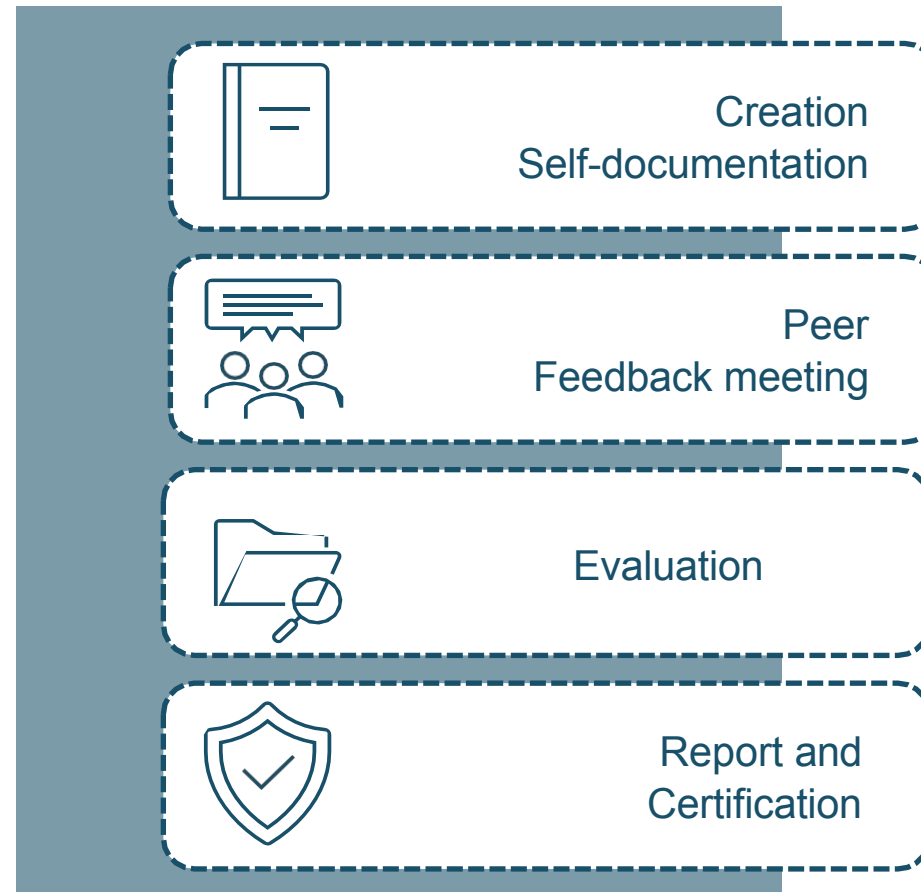 Creation
Self-documentation
Peer
Feedback meeting
Evaluation
Report and
Certification